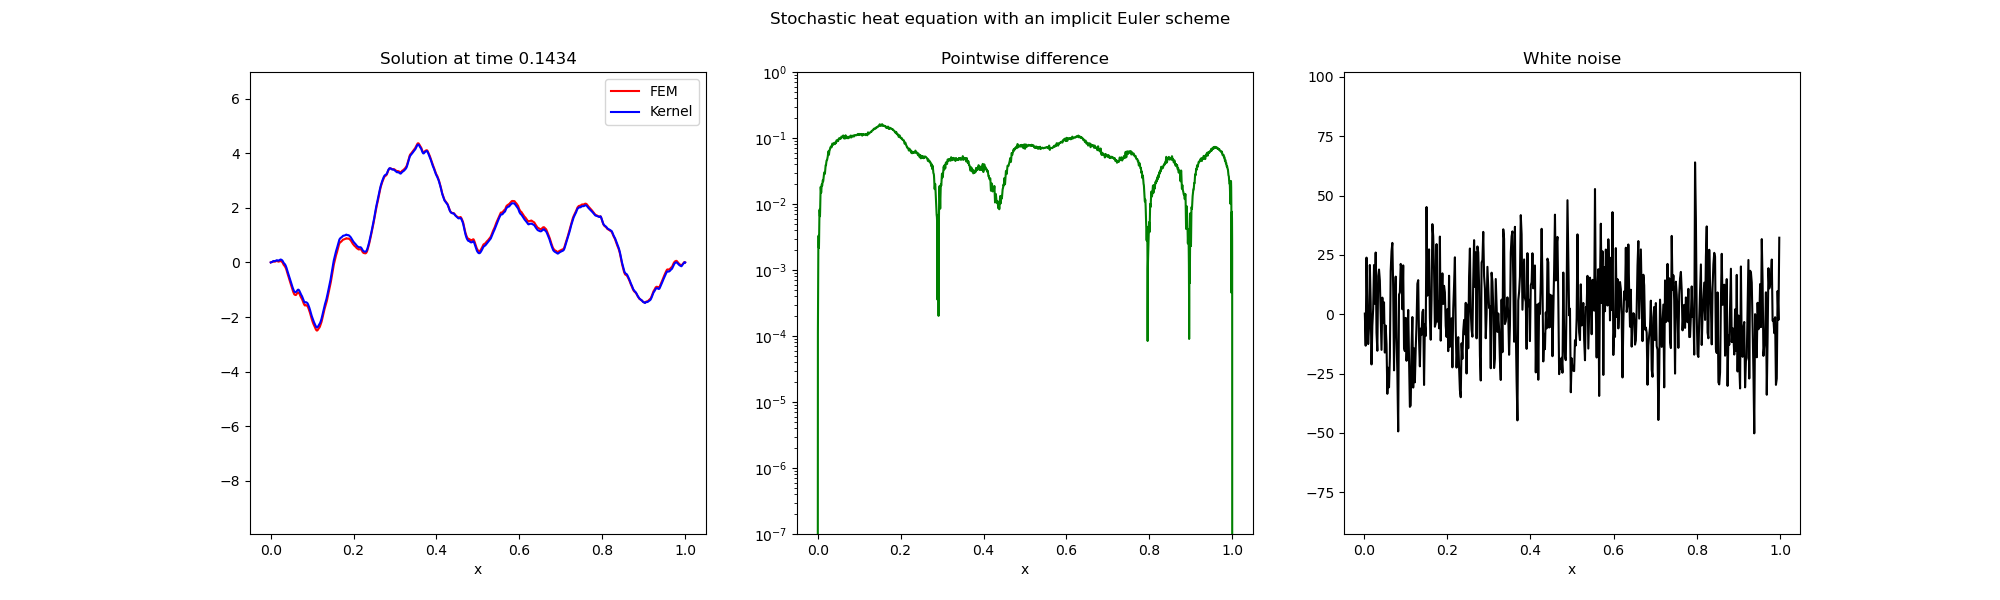 Stochastic heat equation with an implicit Euler scheme
Solution at time 0.1434
6
4
2
0
−2
−4
−6
−8
0.0 0.2 0.4 0.6 0.8 1.0
x
FEM
Kernel
Pointwise difference
10⁰
10⁻¹
10⁻²
10⁻³
10⁻⁴
10⁻⁵
10⁻⁶
10⁻⁷
0.0 0.2 0.4 0.6 0.8 1.0
x
White noise
100
75
50
25
0
−25
−50
−75
0.0 0.2 0.4 0.6 0.8 1.0
x